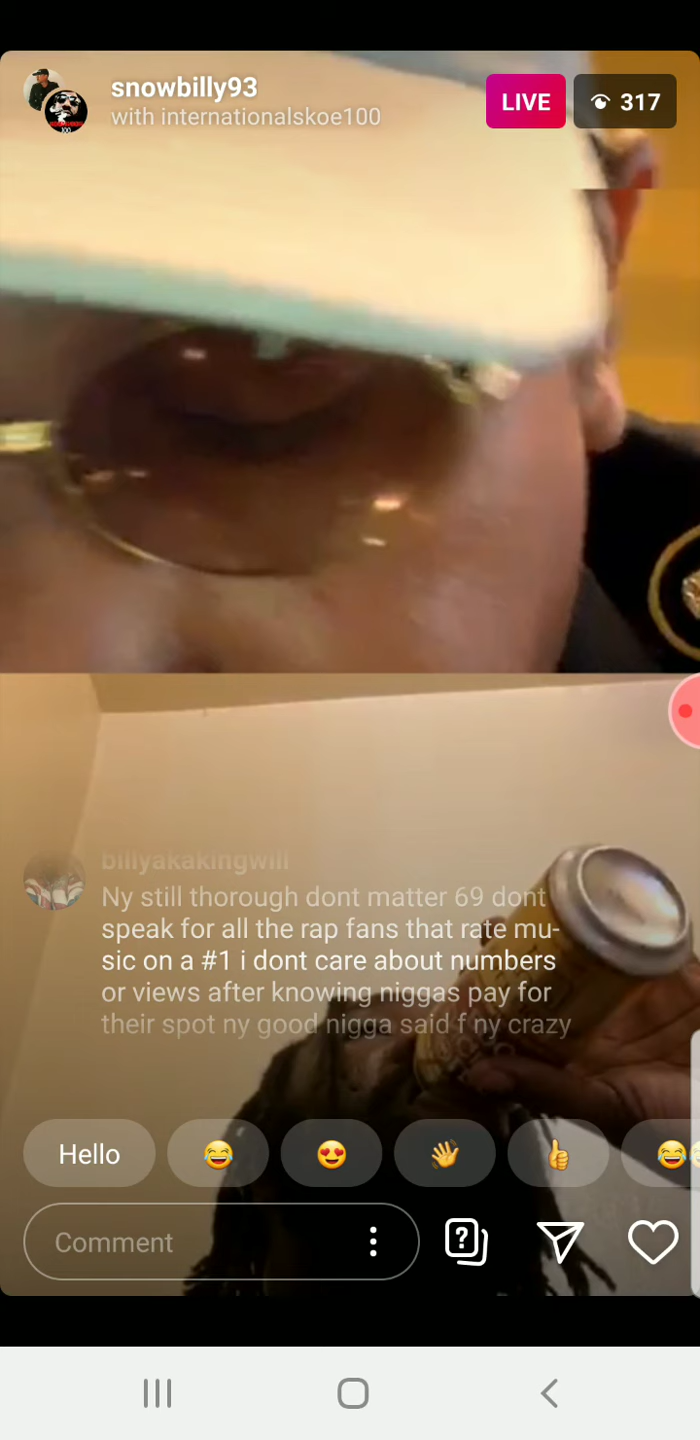 snowbilly93
with internationalskoe100
LIVE
317
billyakakingwill
Ny still thorough dont matter 69 dont
speak for all the rap fans that rate mu-
sic on a #1 i dont care about numbers
or views after knowing niggas pay for
their spot ny good nigga said f ny crazy
Hello
Comment